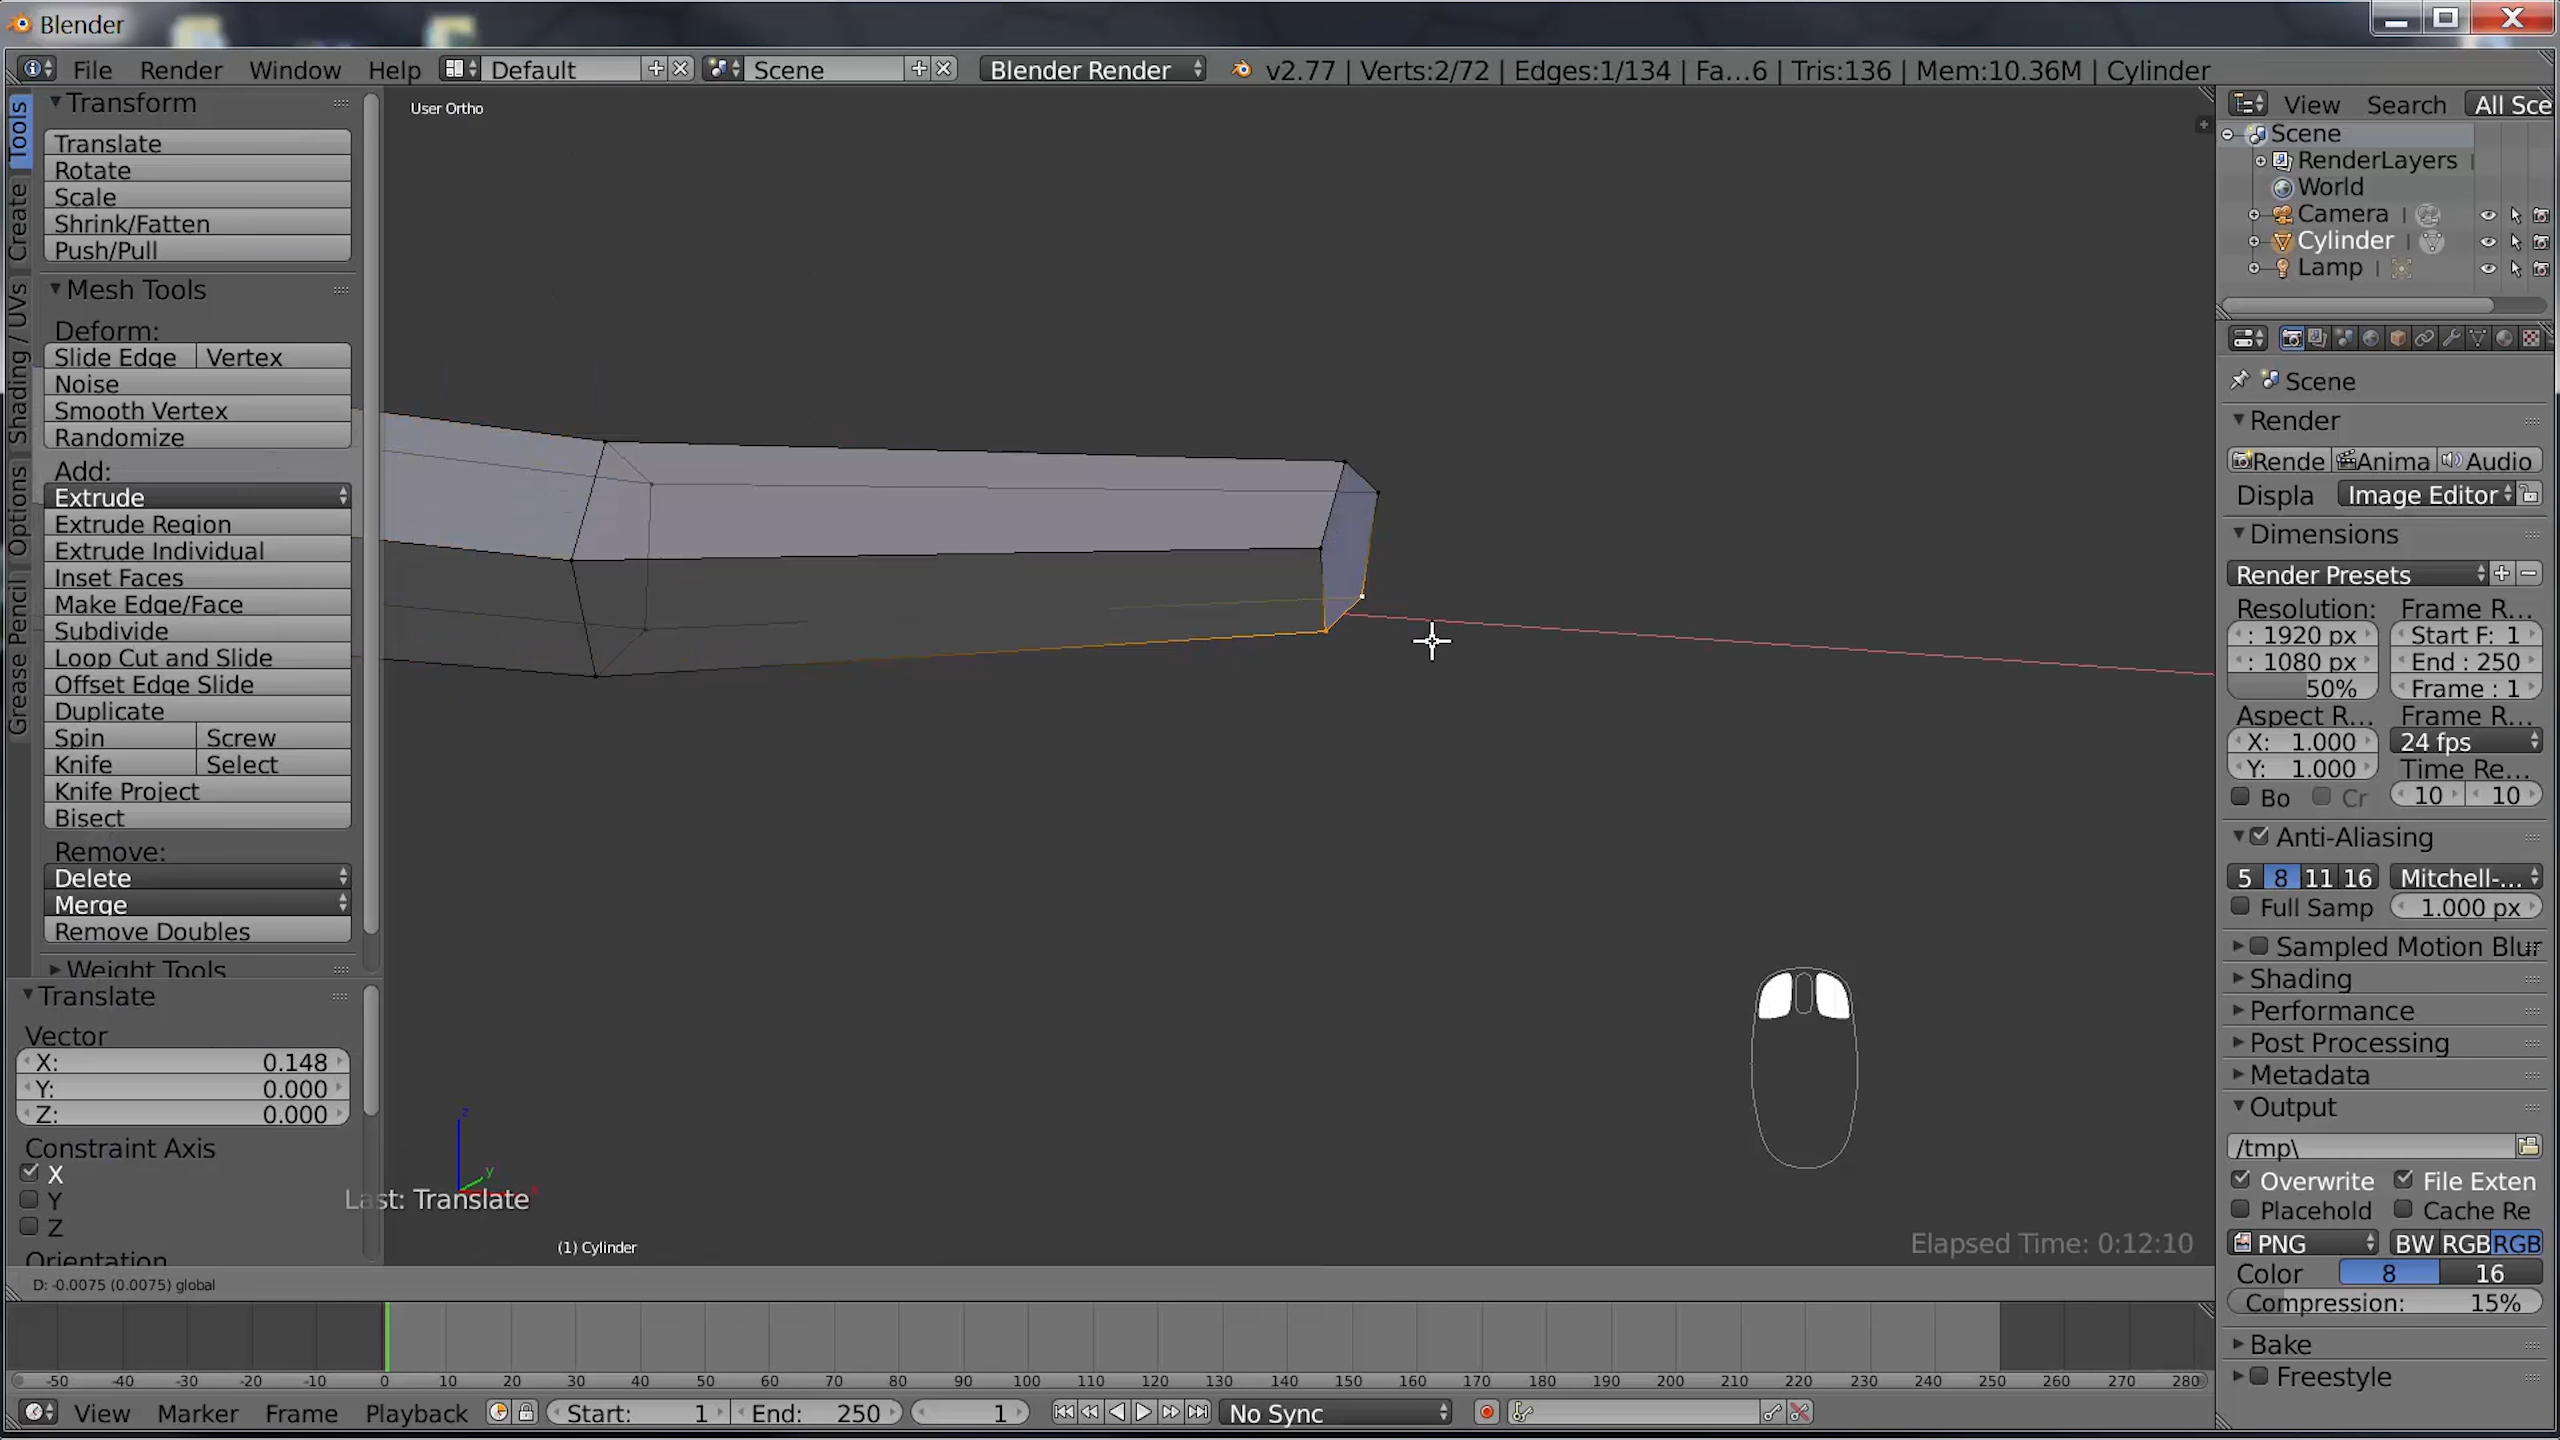 Blender
File Render Window Help Default Scene Blender Render v2.77 | Verts:2/72 | Edges:1/134 | Fa...6 | Tris:136 | Mem:10.36M | Cylinder
Tools
Create
Shading / UVs
Options
Grease Pencil
Transform
Translate
Rotate
Scale
Shrink/Fatten
Push/Pull
Mesh Tools
Deform:
Slide Edge Vertex
Noise
Smooth Vertex
Randomize
Add:
Extrude
Extrude Region
Extrude Individual
Inset Faces
Make Edge/Face
Subdivide
Loop Cut and Slide
Offset Edge Slide
Duplicate
Spin Screw
Knife Select
Knife Project
Bisect
Remove:
Delete
Merge
Remove Doubles
Weight Tools
Translate
Vector
X: 0.148
Y: 0.000
Z: 0.000
Constraint Axis
X
Y
Z
Orientation
User Ortho
z
y
x
Last: Translate
(1) Cylinder
Elapsed Time: 0:12:10
D: -0.0075 (0.0075) global
View Search All Sce
Scene
RenderLayers
World
Camera
Cylinder
Lamp
Scene
Render
Rende Anima Audio
Displa Image Editor
Dimensions
Render Presets
Resolution: Frame R...
: 1920 px Start F: 1
: 1080 px End : 250
50% Frame : 1
Aspect R... Frame R...
X: 1.000 24 fps
Y: 1.000 Time Re...
Bo Cr 10 10
Anti-Aliasing
5 8 11 16 Mitchell-...
Full Samp 1.000 px
Sampled Motion Blur
Shading
Performance
Post Processing
Metadata
Output
/tmp\
Overwrite File Exten
Placehold Cache Re
PNG BW RGB RGB
Color 8 16
Compression: 15%
Bake
Freestyle
-50 -40 -30 -20 -10 0 10 20 30 40 50 60 70 80 90 100 110 120 130 140 150 160 170 180 190 200 210 220 230 240 250 260 270 280
View Marker Frame Playback Start: 1 End: 250 1 No Sync